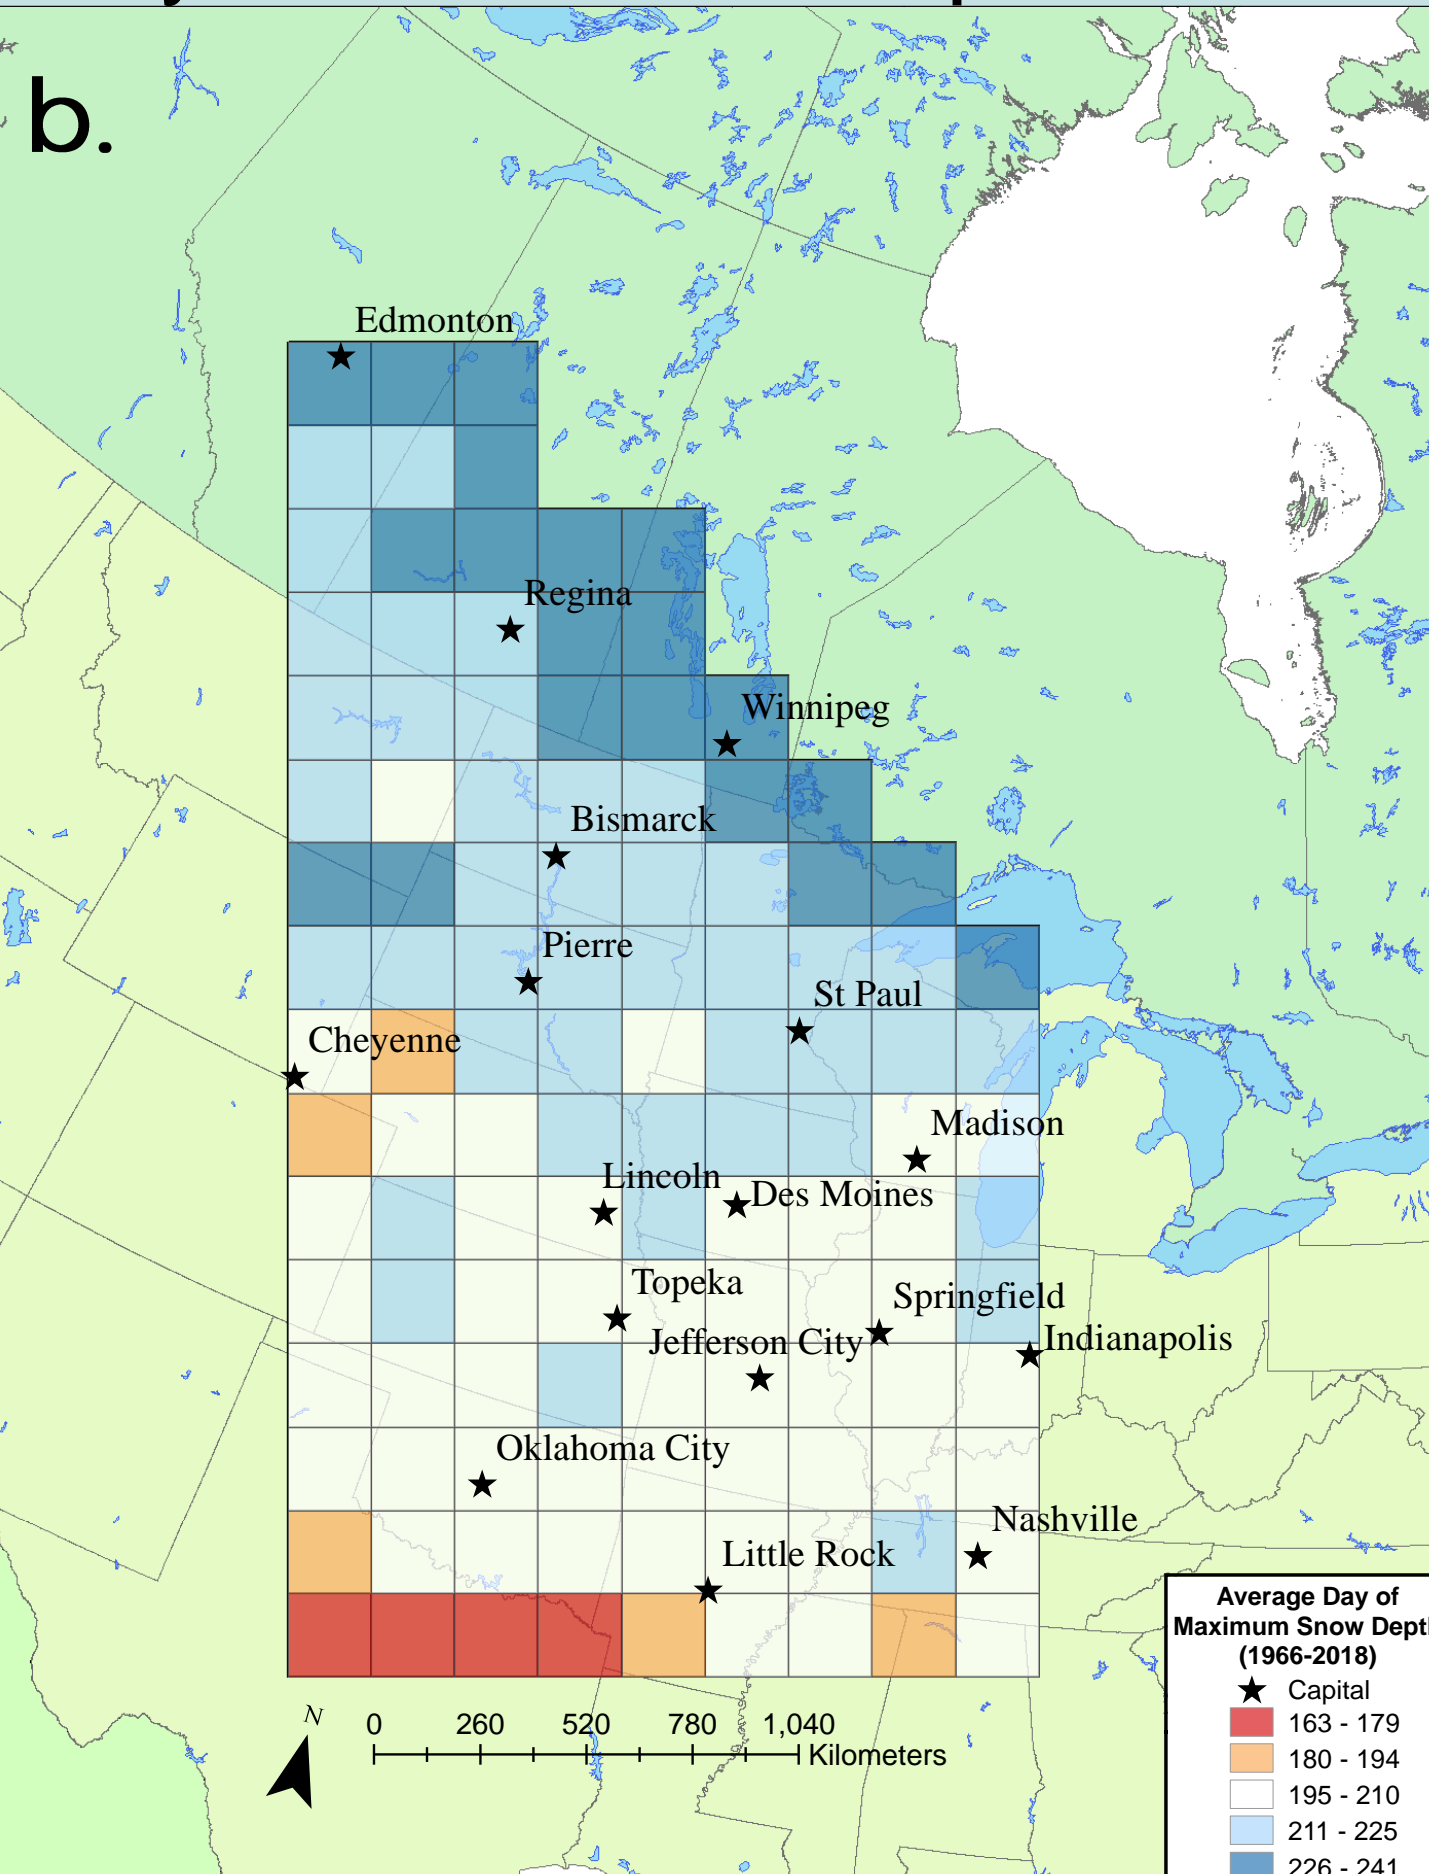 b.
Edmonton
Regina
Winnipeg
Bismarck
Pierre
St Paul
Cheyenne
Madison
Lincoln
Des Moines
Topeka
Springfield
Jefferson City
Indianapolis
Oklahoma City
Nashville
Little Rock
N
0 260 520 780 1,040
Kilometers
Average Day of
Maximum Snow Dept
(1966-2018)
Capital
163 - 179
180 - 194
195 - 210
211 - 225
226 - 241